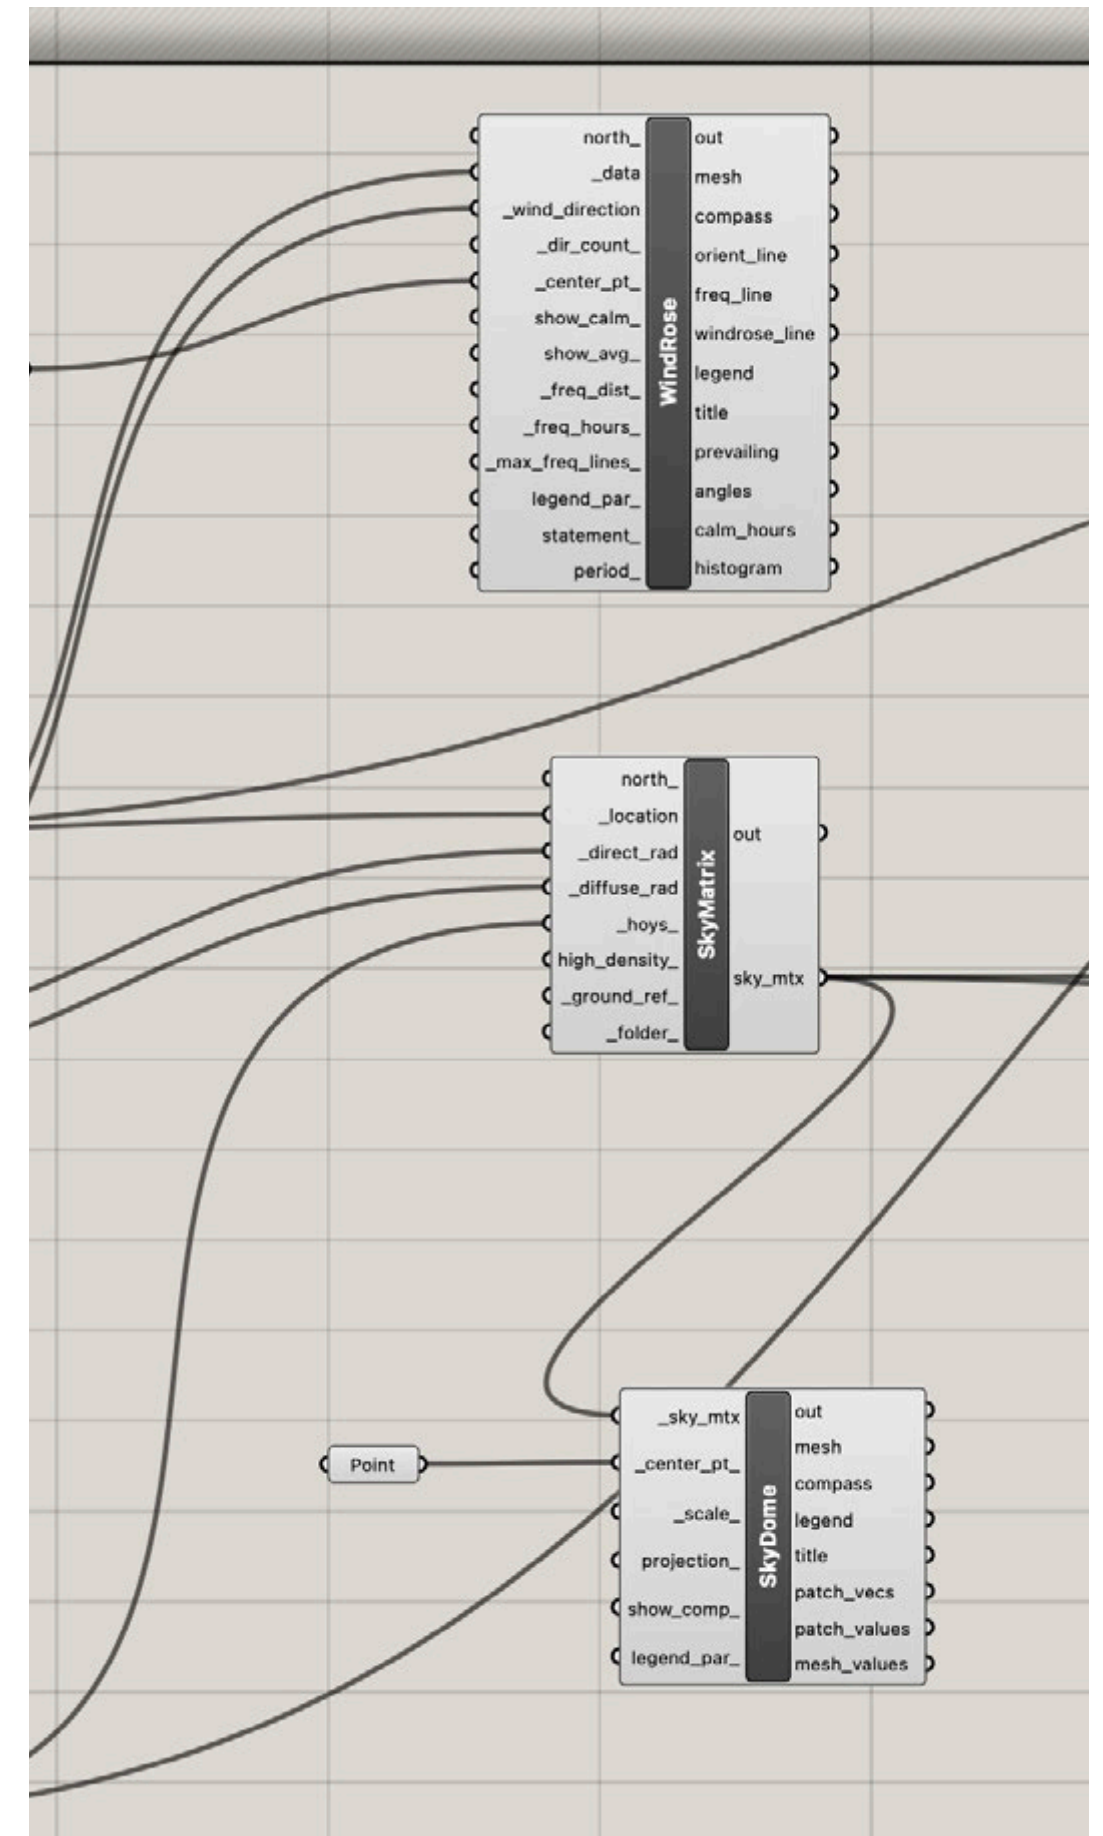 north_
_data
_wind_direction
_dir_count_
_center_pt_
show_calm_
show_avg_
_freq_dist_
_freq_hours_
_max_freq_lines_
legend_par_
statement_
period_
WindRose
out
mesh
compass
orient_line
freq_line
windrose_line
legend
title
prevailing
angles
calm_hours
histogram
north_
_location
_direct_rad
_diffuse_rad
_hoys_
high_density_
_ground_ref_
_folder_
SkyMatrix
out
sky_mtx
Point
_sky_mtx
_center_pt_
_scale_
projection_
show_comp_
legend_par_
SkyDome
out
mesh
compass
legend
title
patch_vecs
patch_values
mesh_values